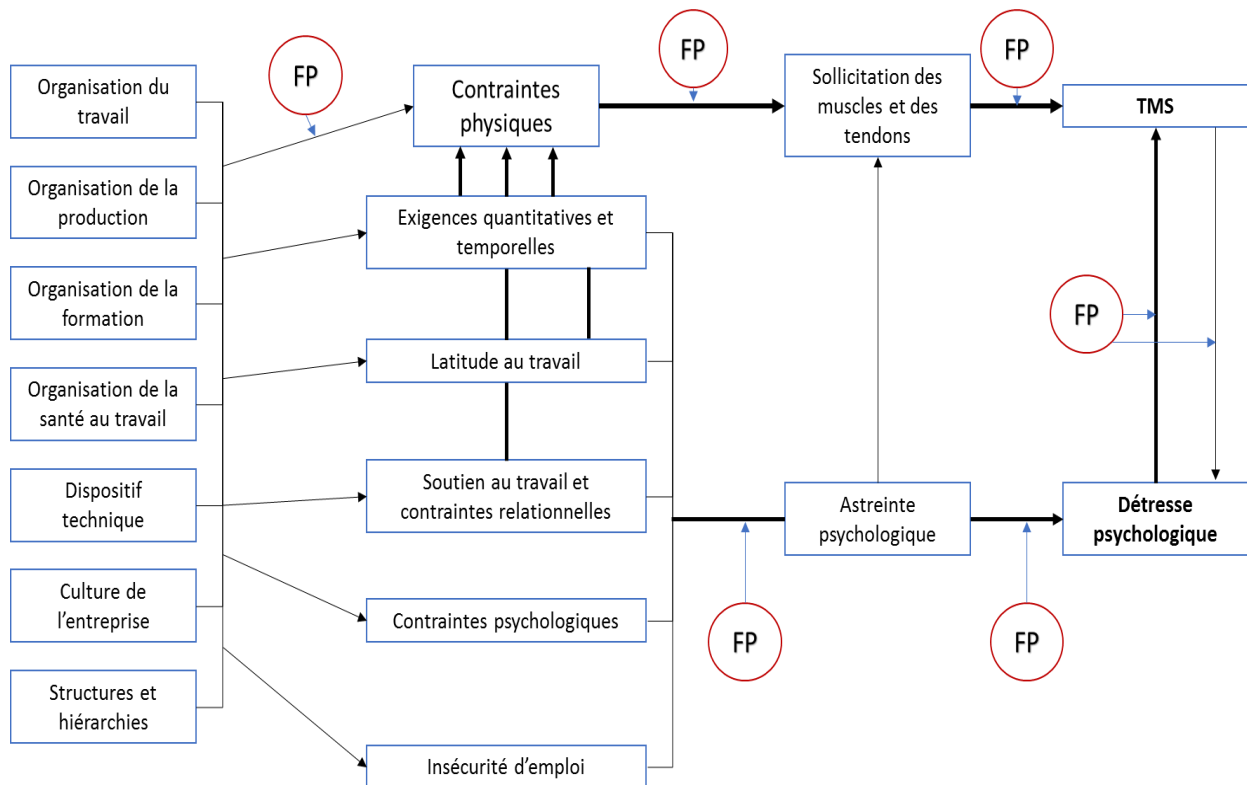 Organisation du
travail
Organisation de la
production
Organisation de la
formation
Organisation de la
santé au travail
Dispositif
technique
Culture de
l’entreprise
Structures et
hiérarchies
FP
Contraintes
physiques
Exigences quantitatives et
temporelles
Latitude au travail
Soutien au travail et
contraintes relationnelles
Contraintes psychologiques
Insécurité d’emploi
FP
Sollicitation des
muscles et des
tendons
FP
TMS
FP
Astreinte
psychologique
Détresse
psychologique
FP
FP